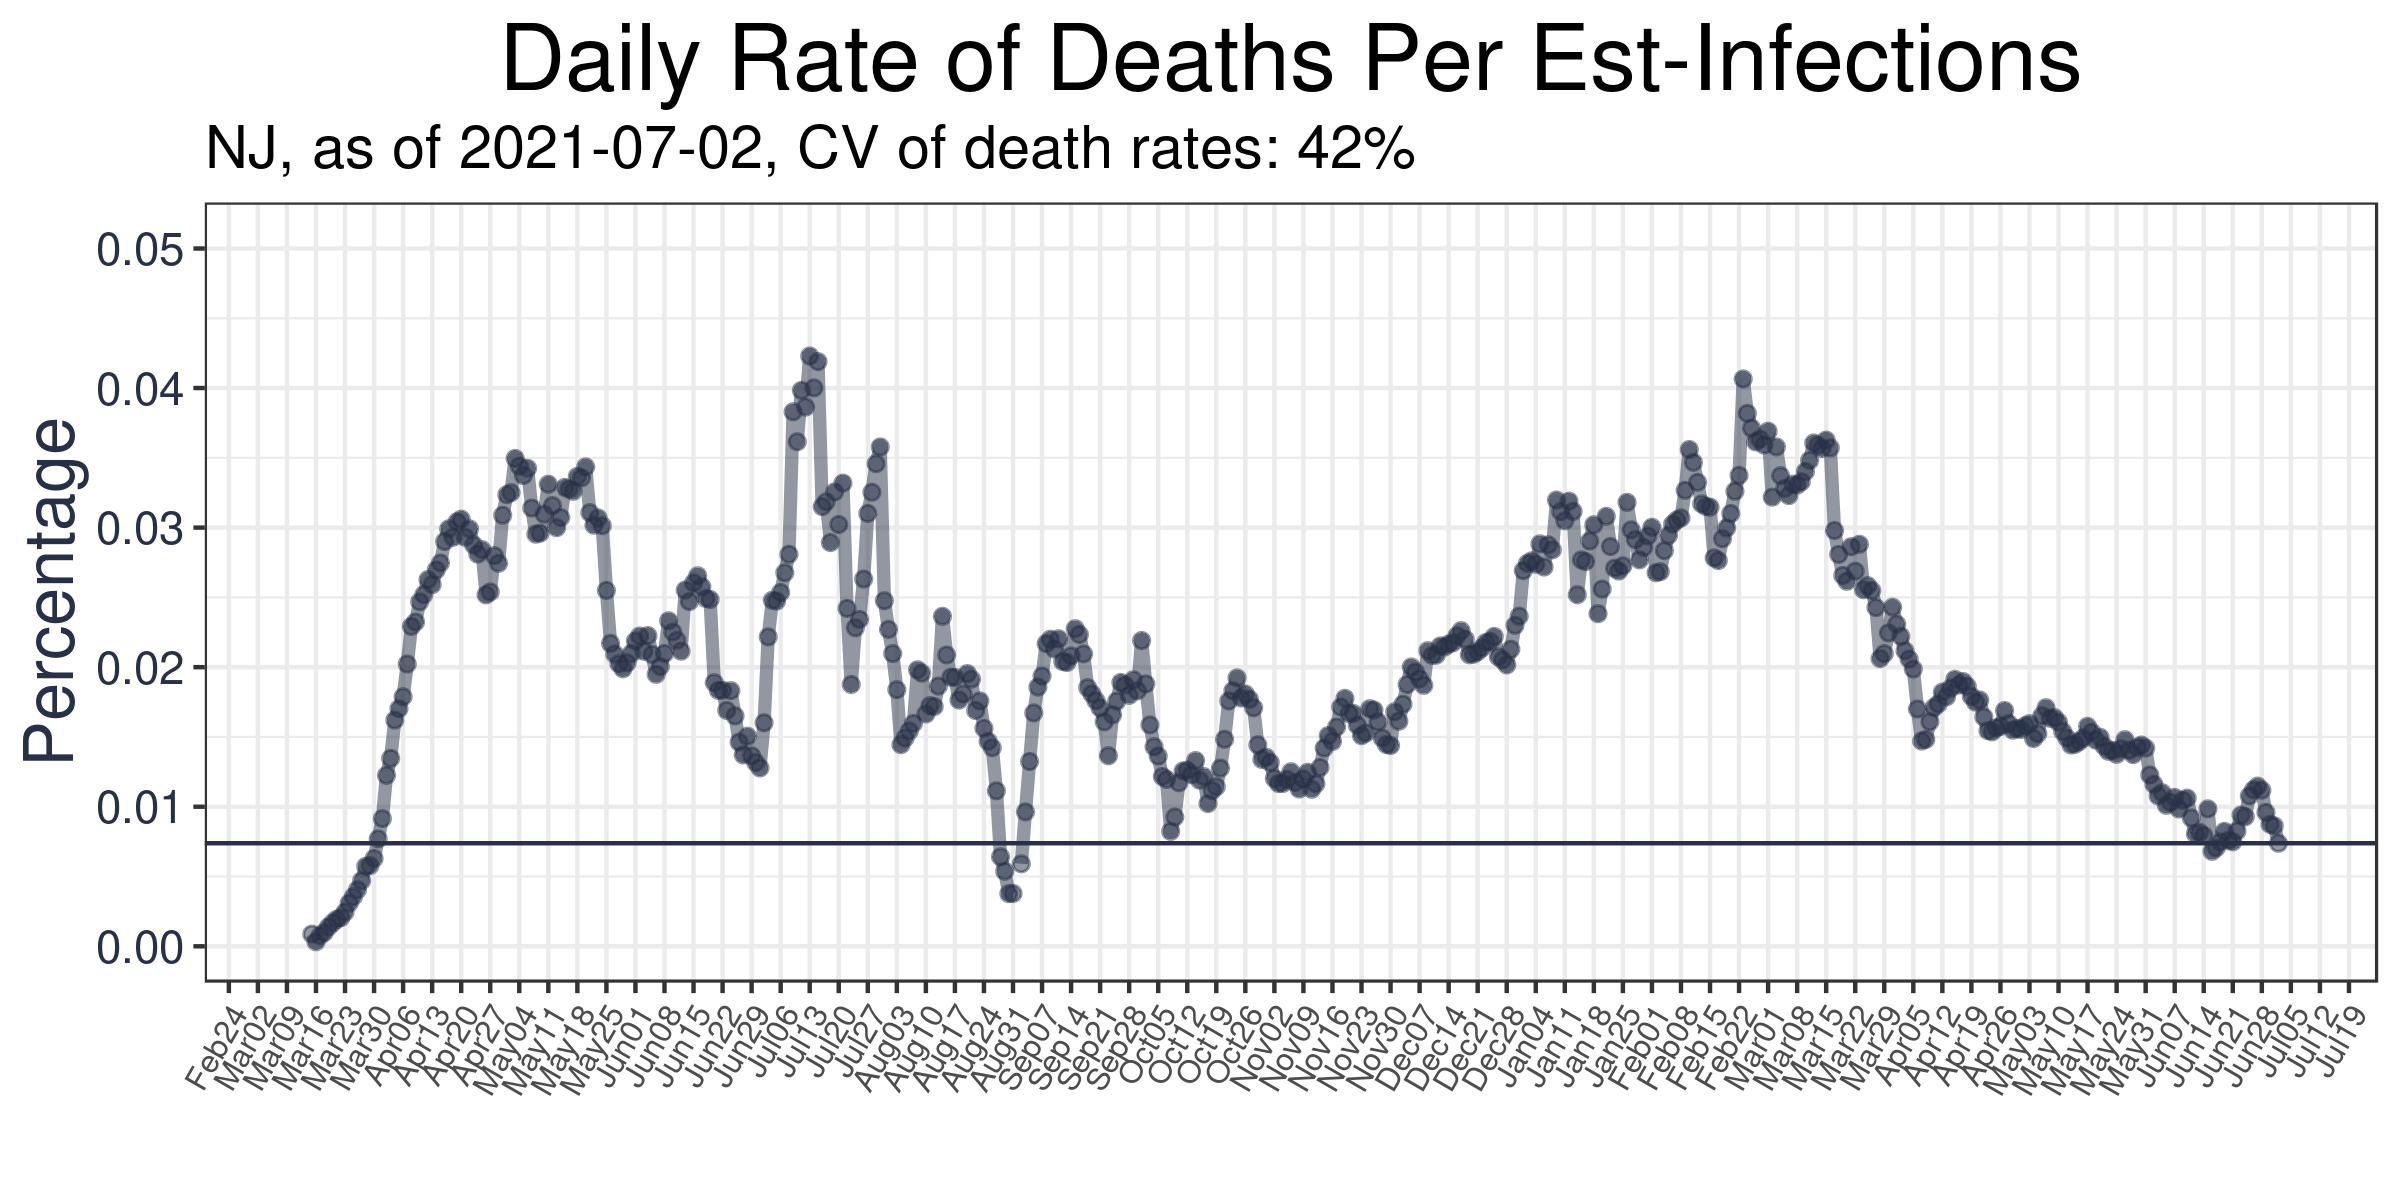 Daily Rate of Deaths Per Est-Infections
NJ, as of 2021-07-02, CV of death rates: 42%
Percentage
0.05
0.04
0.03
0.02
0.01
0.00
Feb24
Mar02
Mar09
Mar16
Mar23
Mar30
Apr06
Apr13
Apr20
Apr27
May04
May11
May18
May25
Jun01
Jun08
Jun15
Jun22
Jun29
Jul06
Jul13
Jul20
Jul27
Aug03
Aug10
Aug17
Aug24
Aug31
Sep07
Sep14
Sep21
Sep28
Oct05
Oct12
Oct19
Oct26
Nov02
Nov09
Nov16
Nov23
Nov30
Dec07
Dec14
Dec21
Dec28
Jan04
Jan11
Jan18
Jan25
Feb01
Feb08
Feb15
Feb22
Mar01
Mar08
Mar15
Mar22
Mar29
Apr05
Apr12
Apr19
Apr26
May03
May10
May17
May24
May31
Jun07
Jun14
Jun21
Jun28
Jul05
Jul12
Jul19